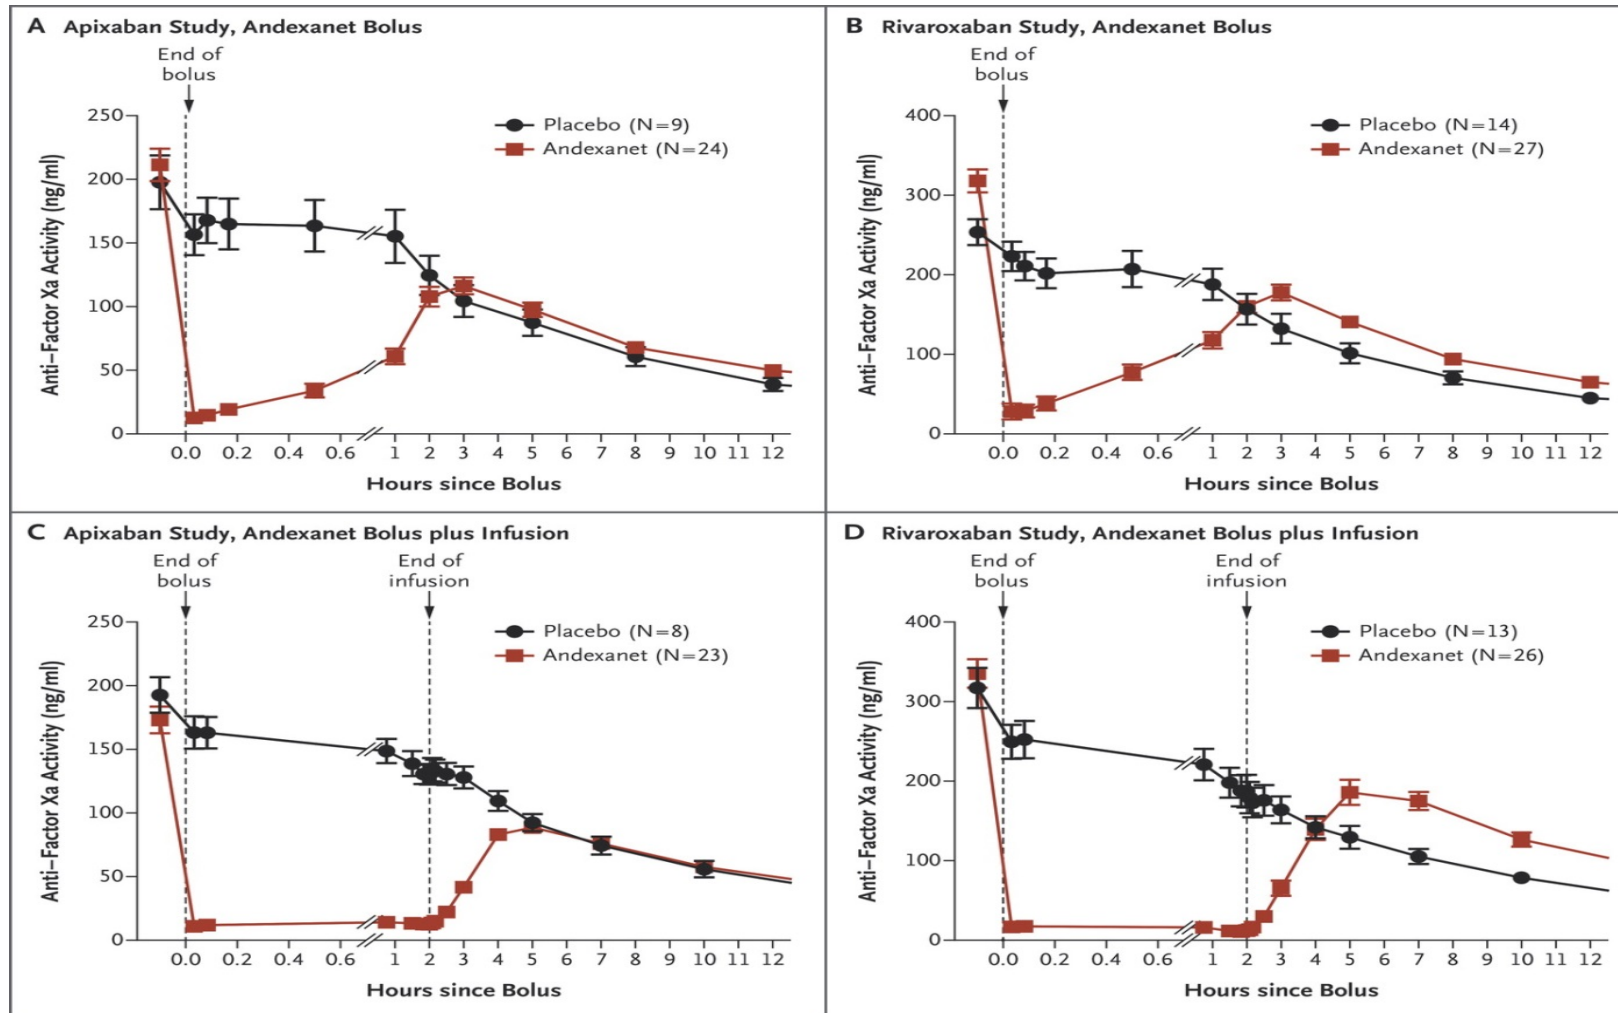 A Apixaban Study, Andexanet Bolus
End of
bolus
Anti–Factor Xa Activity (ng/ml)
250
200
150
100
50
0
Placebo (N=9)
Andexanet (N=24)
0.0 0.2 0.4 0.6 1 2 3 4 5 6 7 8 9 10 11 12
Hours since Bolus
B Rivaroxaban Study, Andexanet Bolus
End of
bolus
Anti–Factor Xa Activity (ng/ml)
400
300
200
100
0
Placebo (N=14)
Andexanet (N=27)
0.0 0.2 0.4 0.6 1 2 3 4 5 6 7 8 9 10 11 12
Hours since Bolus
C Apixaban Study, Andexanet Bolus plus Infusion
End of
bolus
End of
infusion
Anti–Factor Xa Activity (ng/ml)
250
200
150
100
50
0
Placebo (N=8)
Andexanet (N=23)
0.0 0.2 0.4 0.6 1 2 3 4 5 6 7 8 9 10 11 12
Hours since Bolus
D Rivaroxaban Study, Andexanet Bolus plus Infusion
End of
bolus
End of
infusion
Anti–Factor Xa Activity (ng/ml)
400
300
200
100
0
Placebo (N=13)
Andexanet (N=26)
0.0 0.2 0.4 0.6 1 2 3 4 5 6 7 8 9 10 11 12
Hours since Bolus